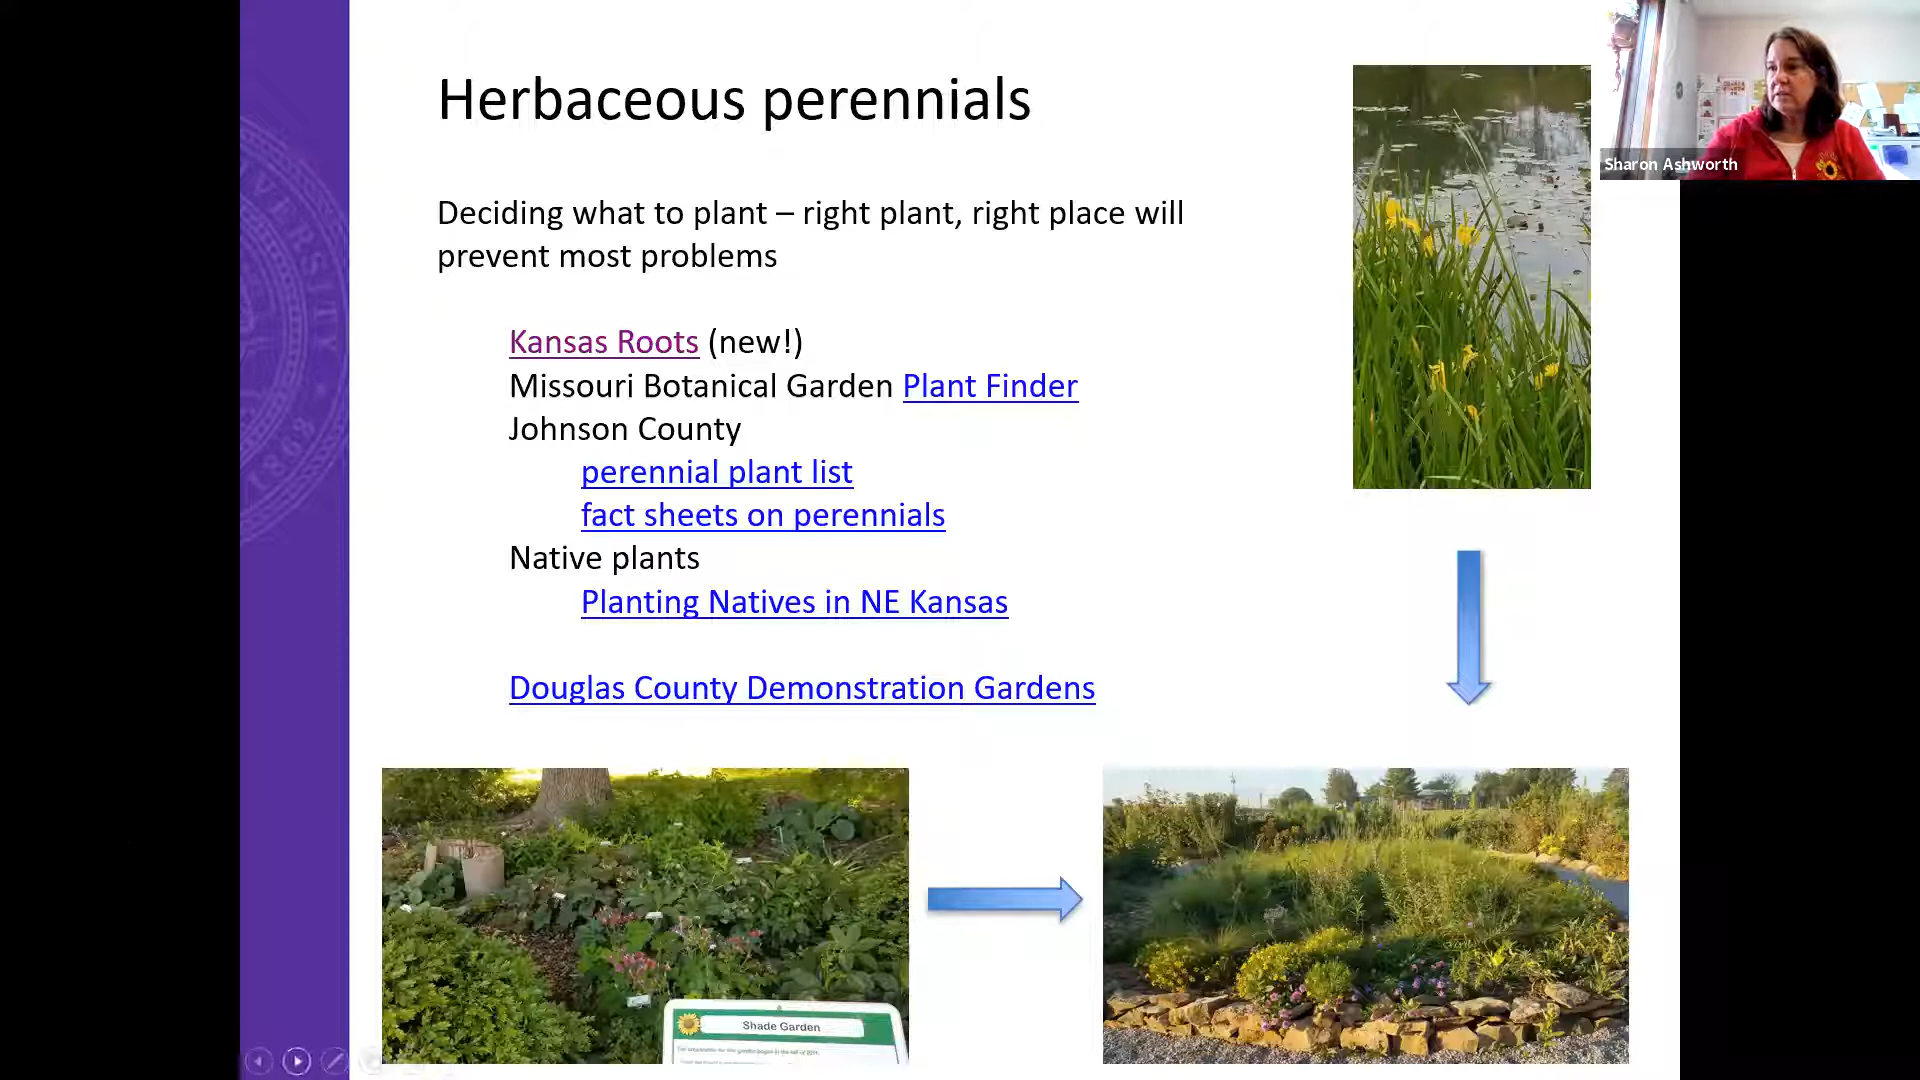 Herbaceous perennials
Sharon Ashworth
Deciding what to plant – right plant, right place will
prevent most problems
Kansas Roots (new!)
Missouri Botanical Garden Plant Finder
Johnson County
perennial plant list
fact sheets on perennials
Native plants
Planting Natives in NE Kansas
Douglas County Demonstration Gardens
Shade Garden